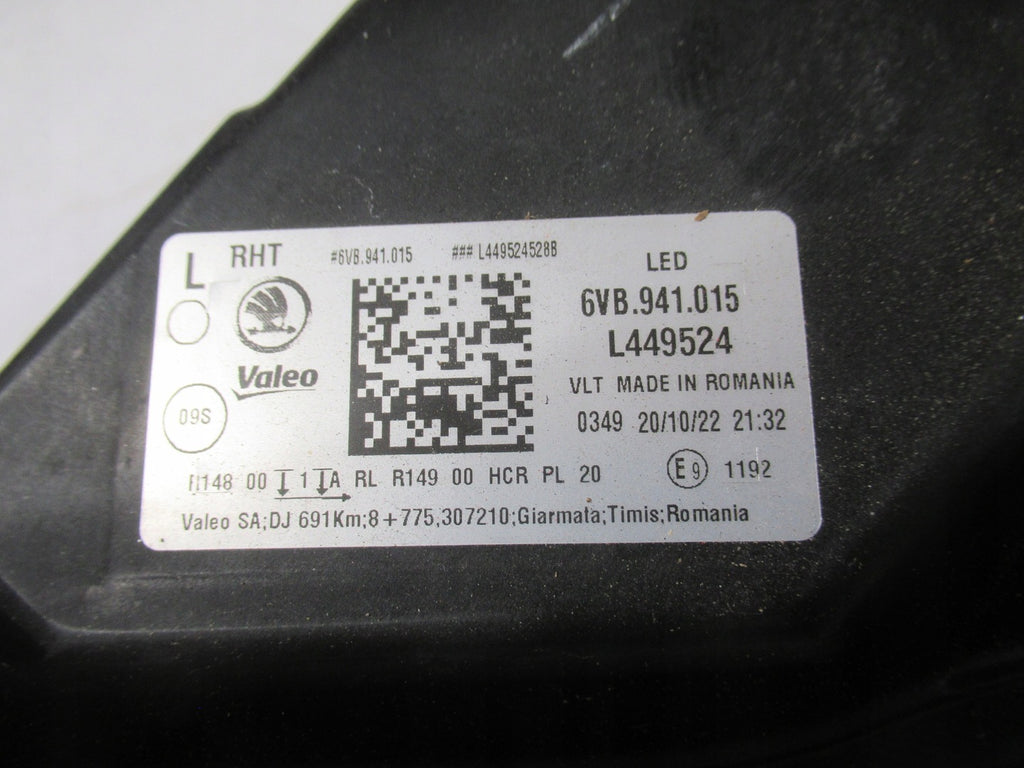 L RHT #6VB.941.015 ### L449524528B LED
6VB.941.015
L449524
Valeo
VLT MADE IN ROMANIA
09S
0349 20/10/22 21:32
R148 00 1 A RL R149 00 HCR PL 20 E9 1192
Valeo SA;DJ 691Km;8+775,307210;Giarmata;Timis;Romania